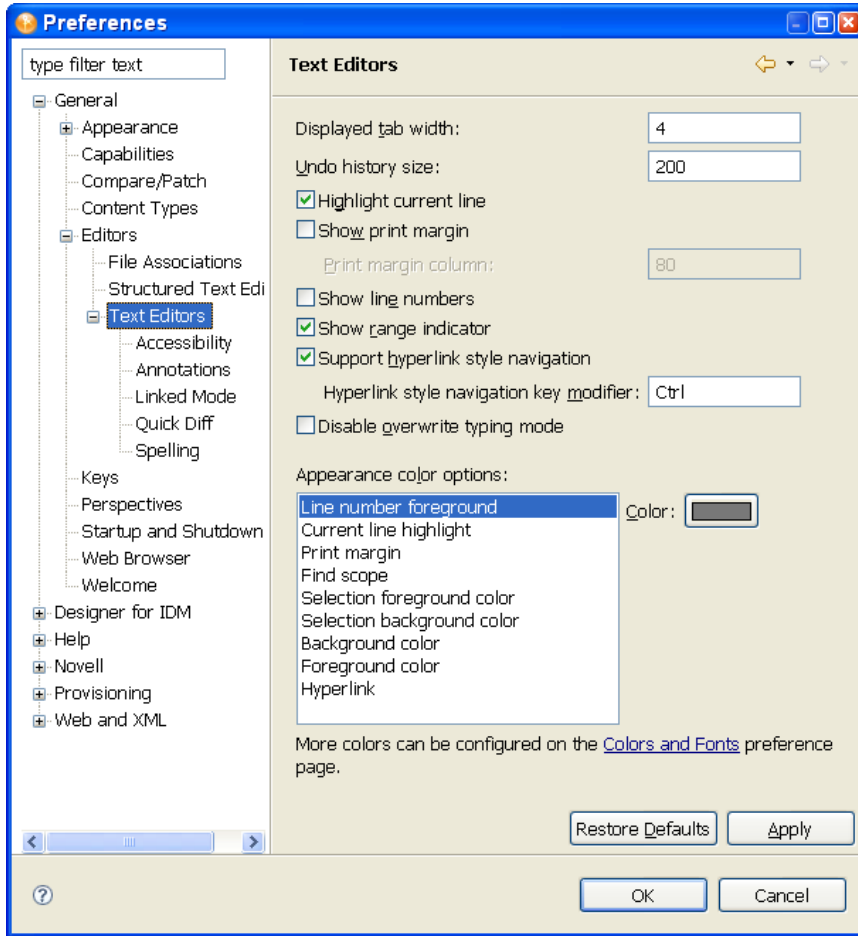 Preferences
type filter text
General
Appearance
Capabilities
Compare/Patch
Content Types
Editors
File Associations
Structured Text Edi
Text Editors
Accessibility
Annotations
Linked Mode
Quick Diff
Spelling
Keys
Perspectives
Startup and Shutdown
Web Browser
Welcome
Designer for IDM
Help
Novell
Provisioning
Web and XML
Text Editors
Displayed tab width: 4
Undo history size: 200
Highlight current line
Show print margin
Print margin column: 80
Show line numbers
Show range indicator
Support hyperlink style navigation
Hyperlink style navigation key modifier: Ctrl
Disable overwrite typing mode
Appearance color options:
Line number foreground
Current line highlight
Print margin
Find scope
Selection foreground color
Selection background color
Background color
Foreground color
Hyperlink
Color:
More colors can be configured on the Colors and Fonts preference
page.
Restore Defaults Apply
? OK Cancel